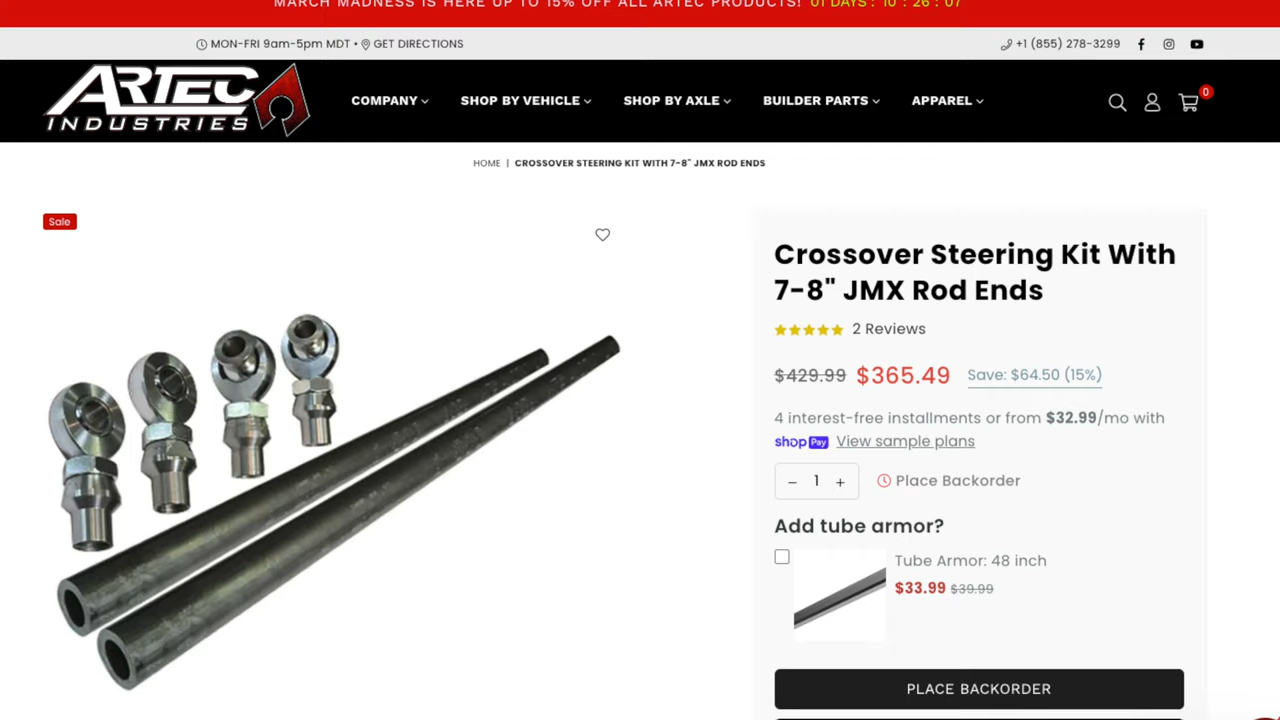 MARCH MADNESS IS HERE UP TO 15% OFF ALL ARTEC PRODUCTS! 01 DAYS : 10 : 26 : 07
MON-FRI 9am-5pm MDT • GET DIRECTIONS
+1 (855) 278-3299
ARTEC
INDUSTRIES
COMPANY
SHOP BY VEHICLE
SHOP BY AXLE
BUILDER PARTS
APPAREL
0
HOME | CROSSOVER STEERING KIT WITH 7-8" JMX ROD ENDS
Sale
Crossover Steering Kit With
7-8" JMX Rod Ends
2 Reviews
$429.99 $365.49 Save: $64.50 (15%)
4 interest-free installments or from $32.99/mo with
shop Pay View sample plans
− 1 + Place Backorder
Add tube armor?
Tube Armor: 48 inch
$33.99 $39.99
PLACE BACKORDER